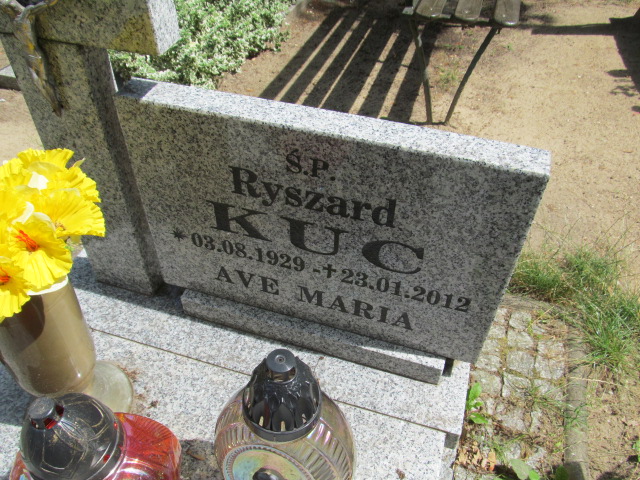 Ś.P.
Ryszard
KUC
* 03.08.1929 - † 23.01.2012
AVE MARIA